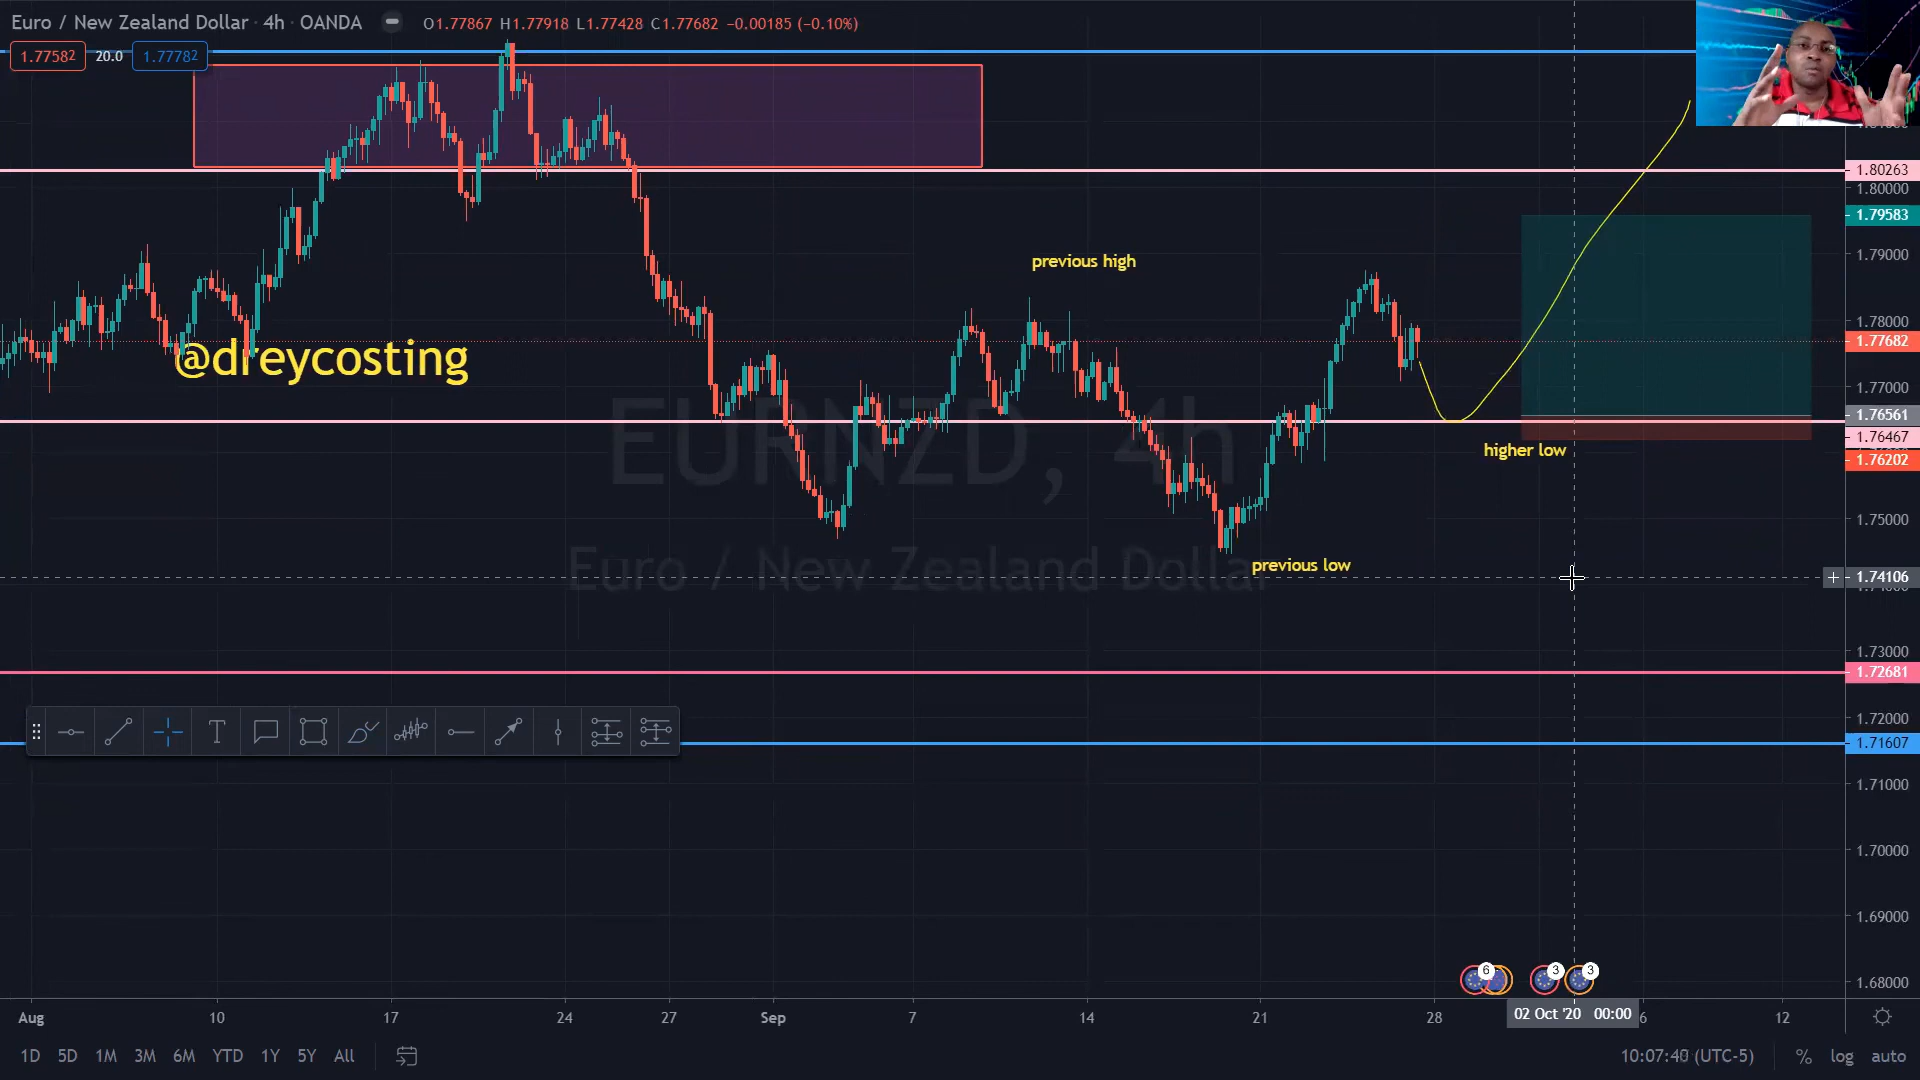 Euro / New Zealand Dollar · 4h · OANDA
O1.77867 H1.77918 L1.77428 C1.77682 −0.00185 (−0.10%)
1.77582 20.0 1.77782
1.80263
1.80000
1.79583
previous high
1.79000
1.78000
1.77682
@dreycosting
1.77000
1.76561
EURNZD, 4h
1.76467
higher low
1.76202
1.75000
previous low
Euro / New Zealand Dollar
1.74106
1.73000
1.72681
1.72000
1.71607
1.71000
1.70000
1.69000
6 3 3
1.68000
Aug 10 17 24 27 Sep 7 14 21 28 02 Oct '20 00:00 6 12
1D 5D 1M 3M 6M YTD 1Y 5Y All
(UTC-5) % log auto